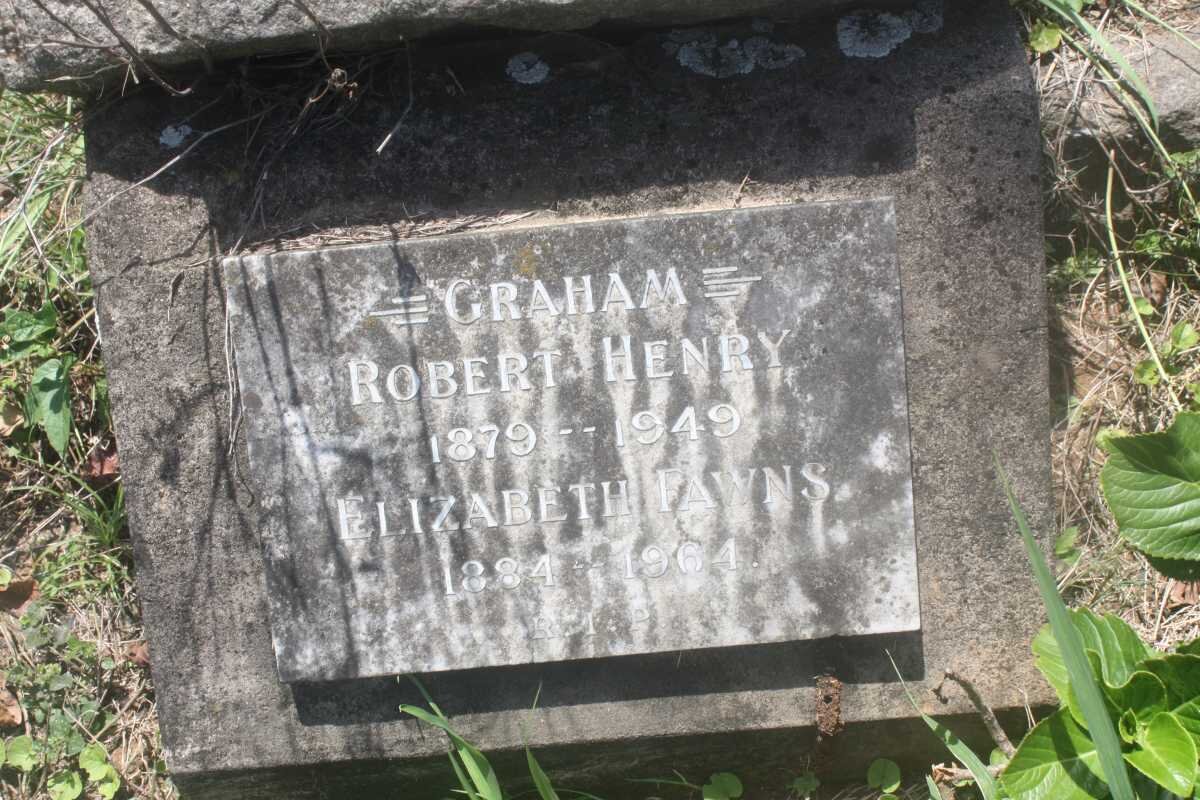 GRAHAM
ROBERT HENRY
1879 -- 1949
ELIZABETH FAWNS
1884 -- 1964.
R. I. P.